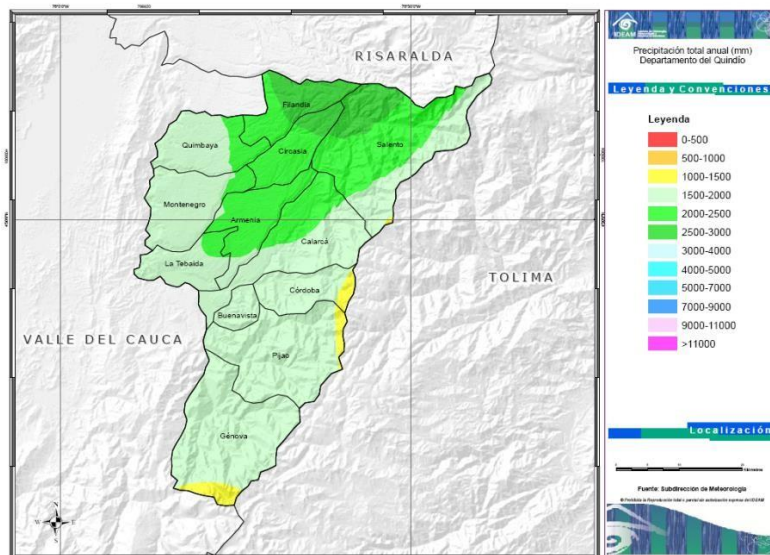 RISARALDA
Filandia
Quimbaya
Circasia
Salento
Montenegro
Armenia
Calarcá
La Tebaida
TOLIMA
Córdoba
Buenavista
VALLE DEL CAUCA
Pijao
Génova
N
W
S
IDEAM
Precipitación total anual (mm)
Departamento del Quindío
Leyenda y Convenciones
Leyenda
0-500
500-1000
1000-1500
1500-2000
2000-2500
2500-3000
3000-4000
4000-5000
5000-7000
7000-9000
9000-11000
>11000
Localización
Fuente: Subdirección de Meteorología